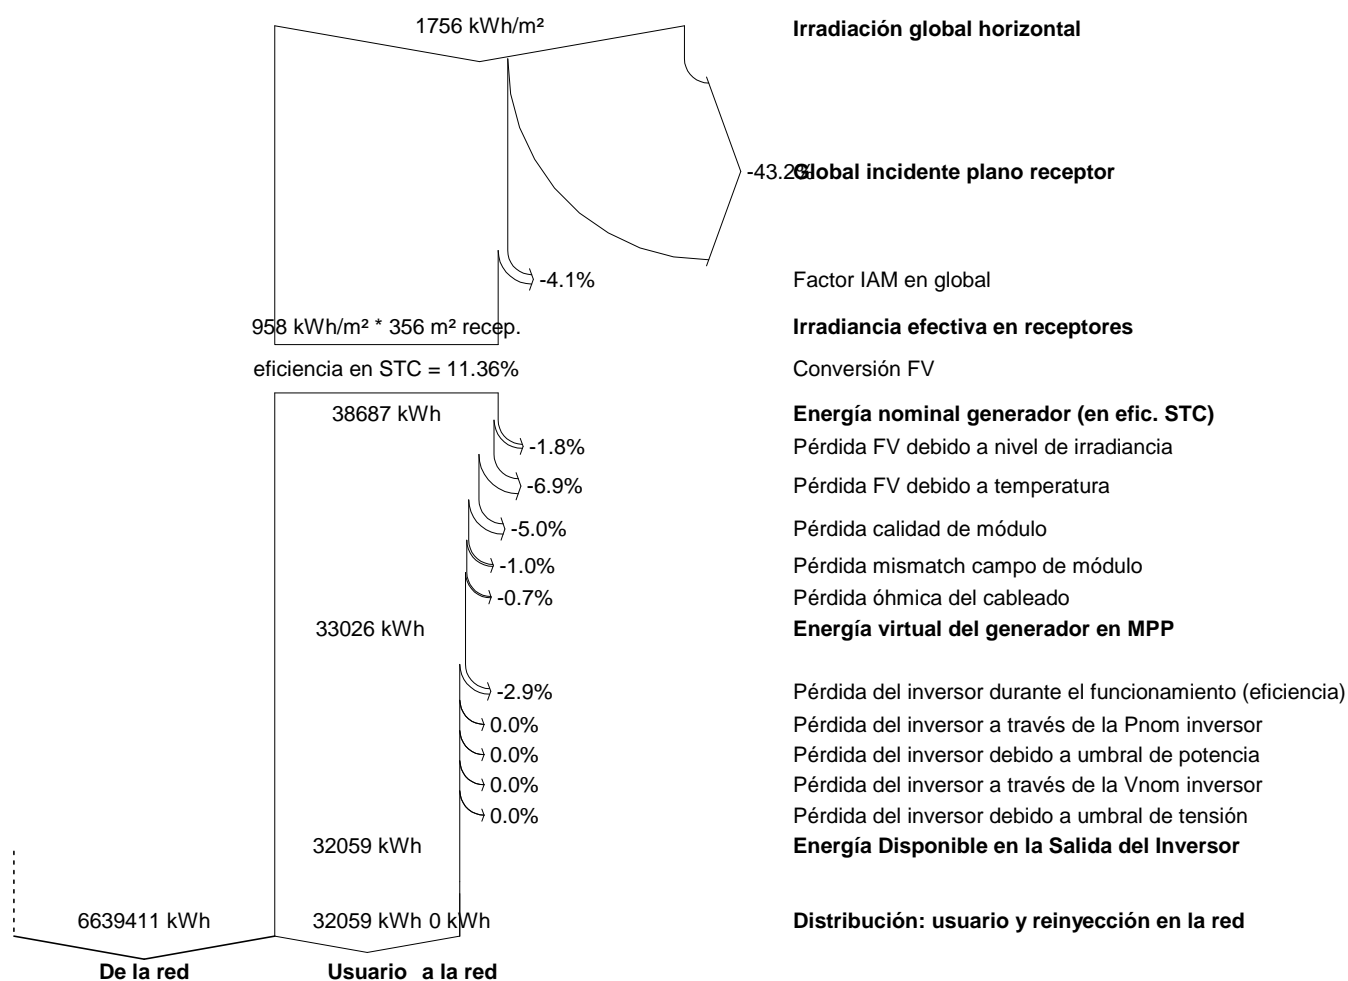 1756 kWh/m² Irradiación global horizontal
-43.2% Global incidente plano receptor
-4.1% Factor IAM en global
958 kWh/m² * 356 m² recep. Irradiancia efectiva en receptores
eficiencia en STC = 11.36% Conversión FV
38687 kWh Energía nominal generador (en efic. STC)
-1.8% Pérdida FV debido a nivel de irradiancia
-6.9% Pérdida FV debido a temperatura
-5.0% Pérdida calidad de módulo
-1.0% Pérdida mismatch campo de módulo
-0.7% Pérdida óhmica del cableado
33026 kWh Energía virtual del generador en MPP
-2.9% Pérdida del inversor durante el funcionamiento (eficiencia)
0.0% Pérdida del inversor a través de la Pnom inversor
0.0% Pérdida del inversor debido a umbral de potencia
0.0% Pérdida del inversor a través de la Vnom inversor
0.0% Pérdida del inversor debido a umbral de tensión
32059 kWh Energía Disponible en la Salida del Inversor
6639411 kWh 32059 kWh 0 kWh Distribución: usuario y reinyección en la red
De la red Usuario a la red